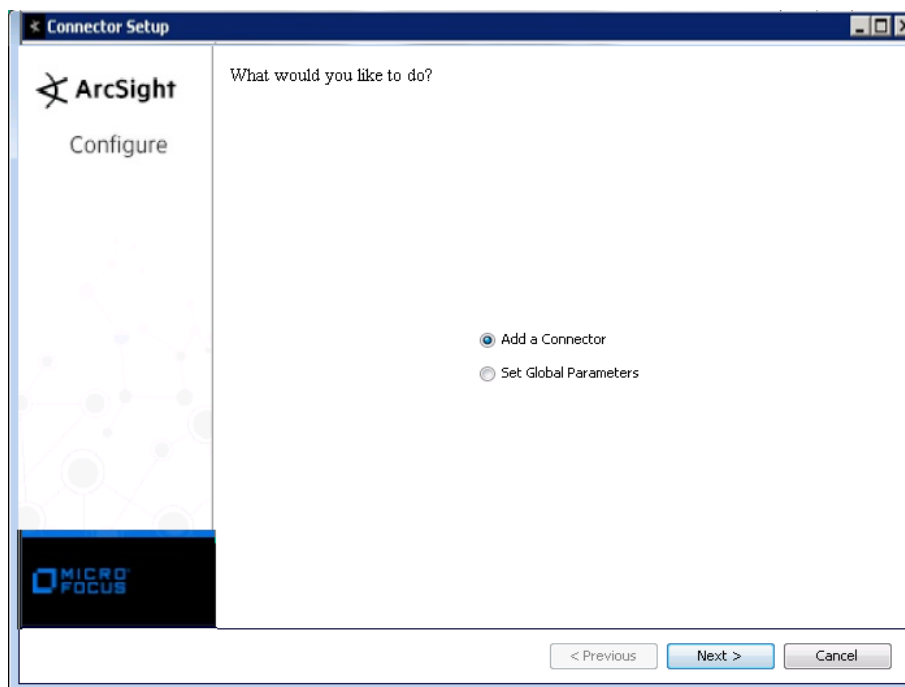 Connector Setup
ArcSight
Configure
What would you like to do?
Add a Connector
Set Global Parameters
MICRO
FOCUS
< Previous
Next >
Cancel